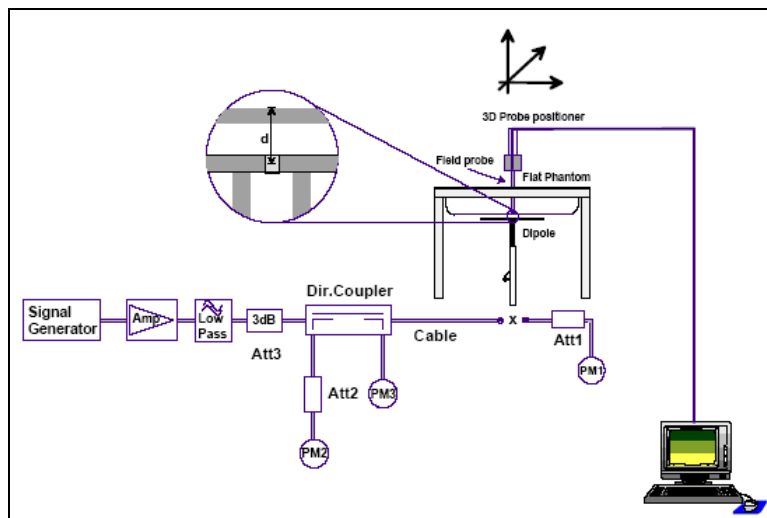 3D Probe positioner
d
Field probe
Flat Phantom
Dipole
Signal
Generator
Amp
Low
Pass
3dB
Att3
Dir.Coupler
Cable
x
Att1
PM1
Att2
PM3
PM2